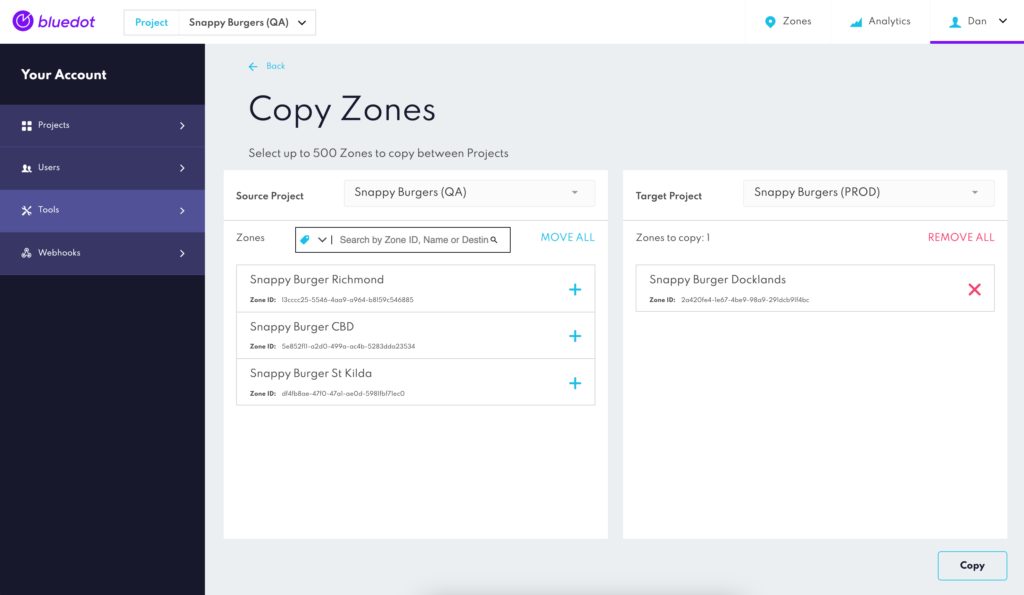 bluedot
Project
Snappy Burgers (QA)
Zones
Analytics
Dan
Your Account
Projects
Users
Tools
Webhooks
Back
Copy Zones
Select up to 500 Zones to copy between Projects
Source Project
Snappy Burgers (QA)
Zones
Search by Zone ID, Name or Destin
MOVE ALL
Snappy Burger Richmond
Zone ID: 13cccc25-5546-4aa9-a964-b8159c546885
Snappy Burger CBD
Zone ID: 5e852f11-a2d0-499a-ac4b-5283dda23534
Snappy Burger St Kilda
Zone ID: df4fb8ae-47f0-47a1-ae0d-5981fbf71ec0
Target Project
Snappy Burgers (PROD)
Zones to copy: 1
REMOVE ALL
Snappy Burger Docklands
Zone ID: 2a420fe4-1e67-4be9-98a9-291dcb91f4bc
Copy